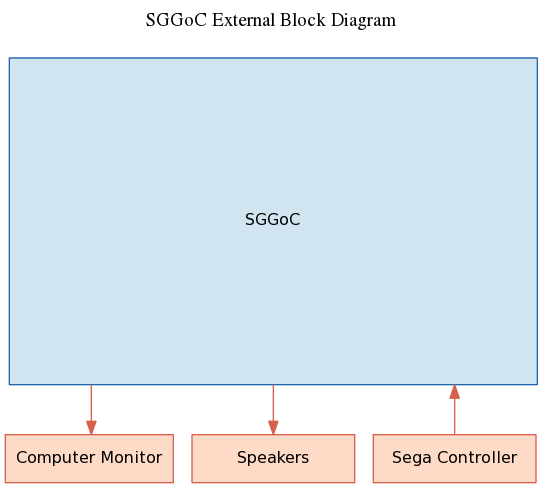 SGGoC External Block Diagram
SGGoC
Computer Monitor
Speakers
Sega Controller